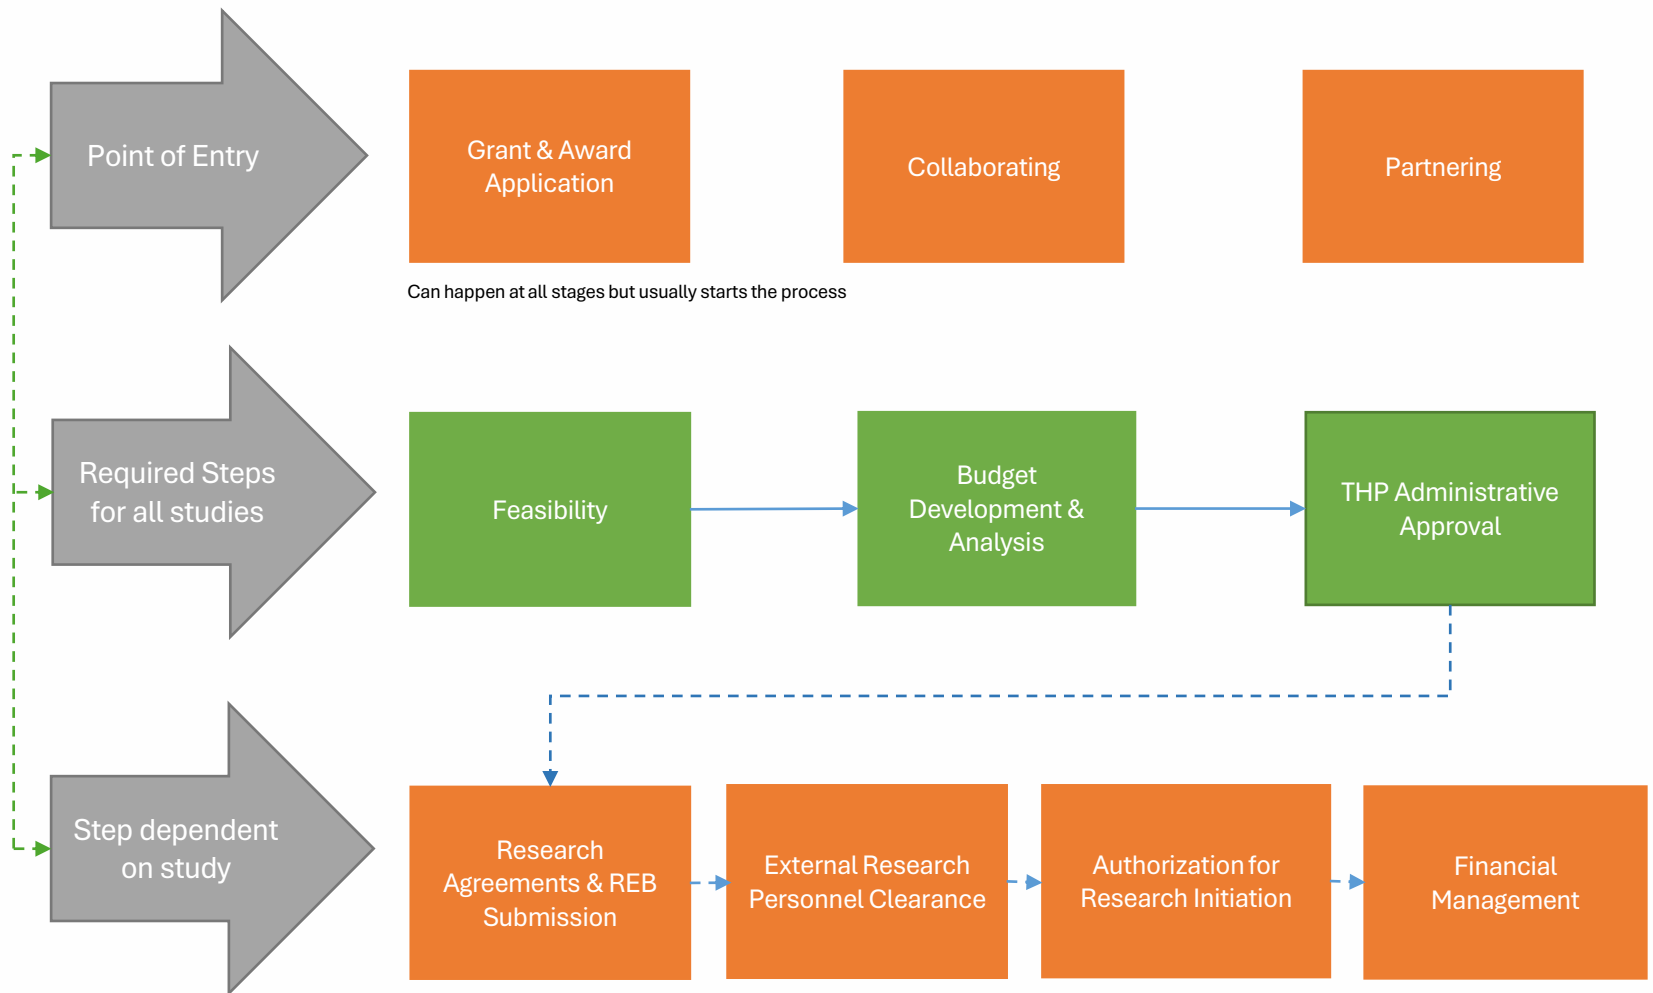 Point of Entry
Grant & Award
Application
Collaborating
Partnering
Can happen at all stages but usually starts the process
Required Steps
for all studies
Feasibility
Budget
Development &
Analysis
THP Administrative
Approval
Step dependent
on study
Research
Agreements & REB
Submission
External Research
Personnel Clearance
Authorization for
Research Initiation
Financial
Management